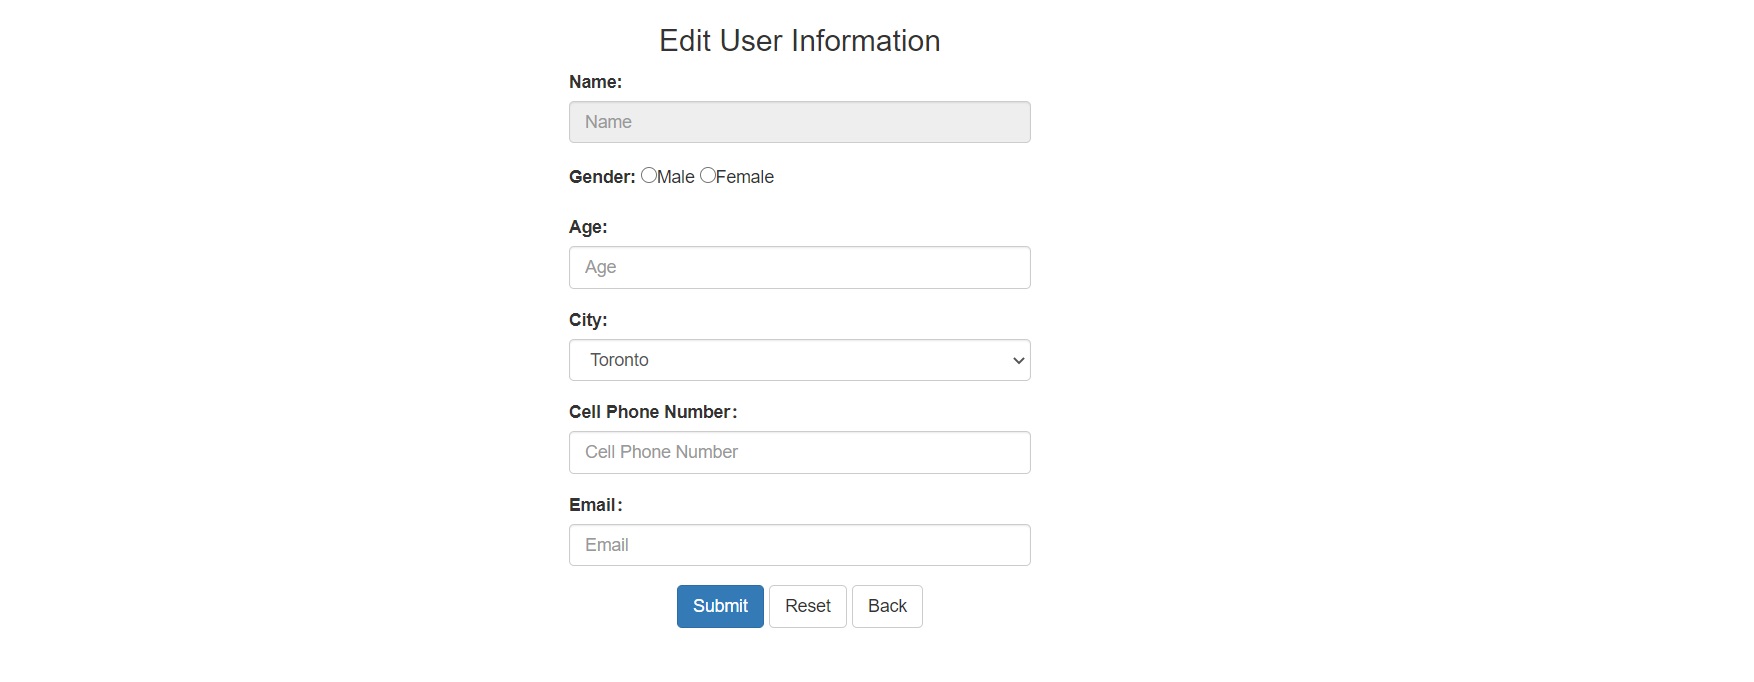 Edit User Information
Name:
Name
Gender: Male Female
Age:
Age
City:
Toronto
Cell Phone Number:
Cell Phone Number
Email:
Email
Submit Reset Back